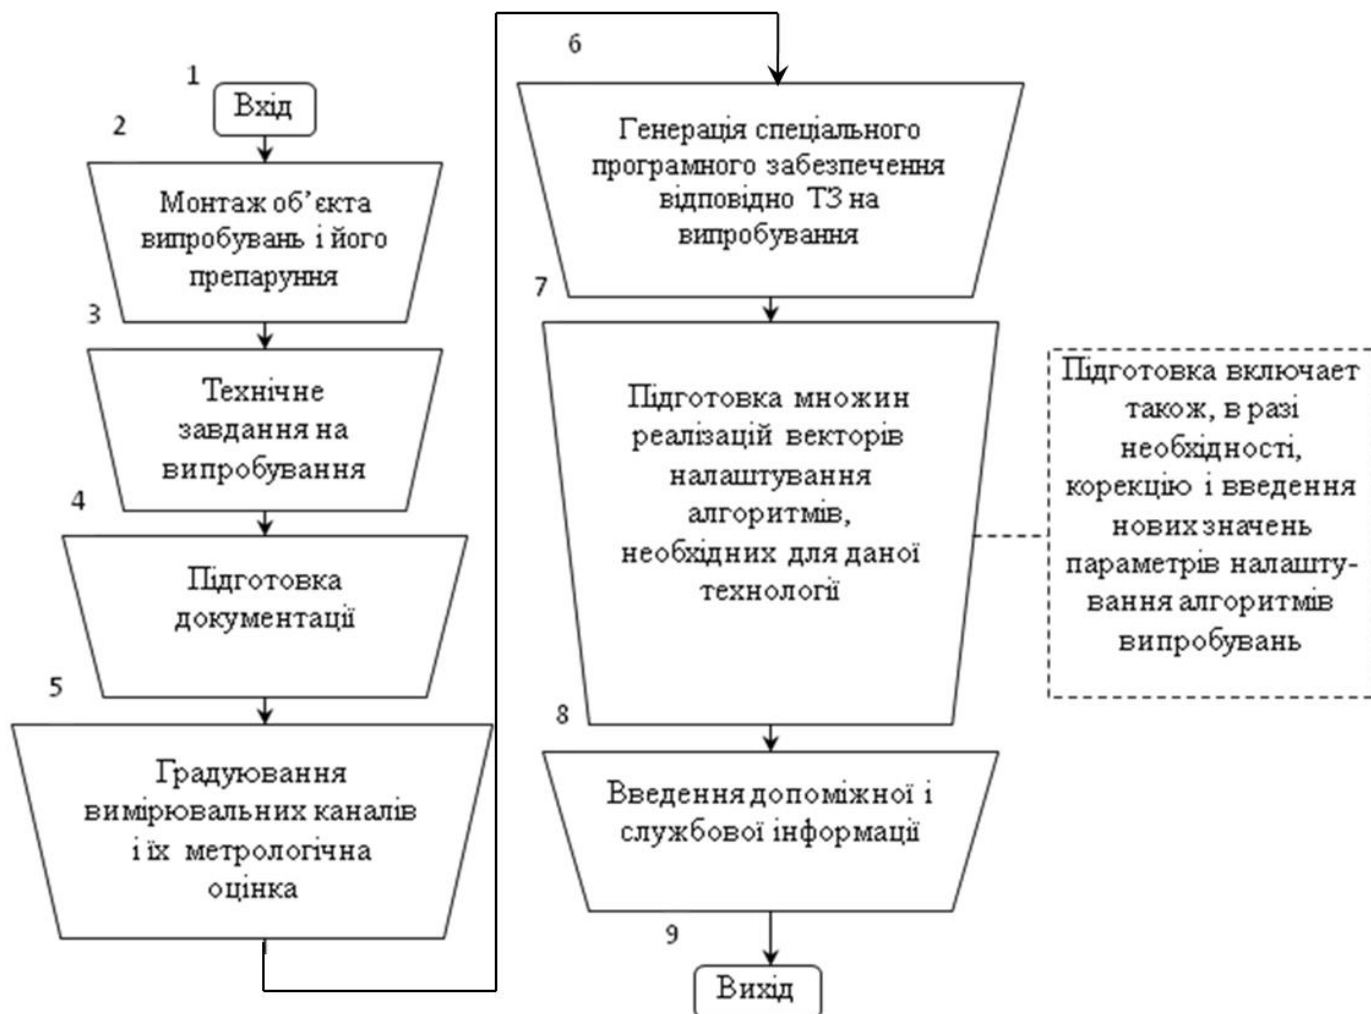 1
Вхід
2
Монтаж об’єкта
випробувань і його
препаруння
3
Технічне
завдання на
випробування
4
Підготовка
документації
5
Градуювання
вимірювальних каналів
і їх метрологічна
оцінка
6
Генерація спеціального
програмного забезпечення
відповідно ТЗ на
випробування
7
Підготовка множин
реалізацій векторів
налаштування
алгоритмів,
необхідних для даної
технології
Підготовка включает
також, в разі
необхідності,
корекцію і введення
нових значень
параметрів налашту-
вання алгоритмів
випробувань
8
Введення допоміжної і
службової інформації
9
Вихід